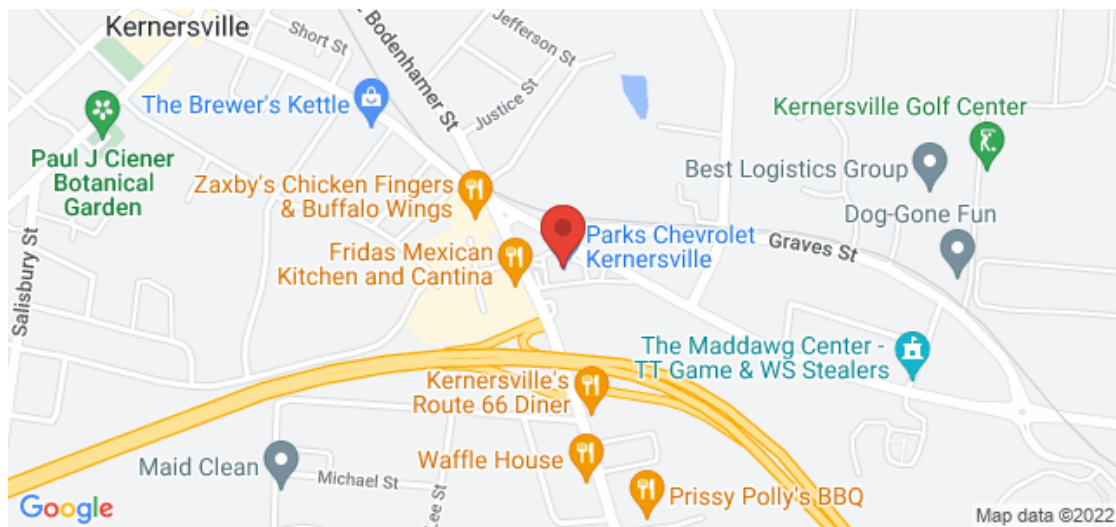 Kernersville
Short St
Bodenhamer St
Jefferson St
Justice St
The Brewer's Kettle
Kernersville Golf Center
Paul J Ciener
Botanical
Garden
Best Logistics Group
Zaxby's Chicken Fingers
& Buffalo Wings
Dog-Gone Fun
Parks Chevrolet
Kernersville
Graves St
Fridas Mexican
Kitchen and Cantina
Salisbury St
The Maddawg Center -
TT Game & WS Stealers
Kernersville's
Route 66 Diner
Waffle House
Maid Clean
Michael St
Lee St
Prissy Polly's BBQ
Google
Map data ©2022